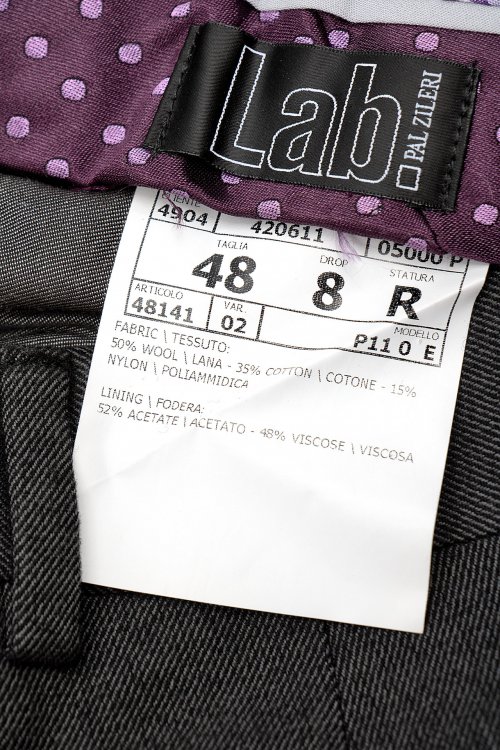 Lab.
PAL ZILERI
CLIENTE
4904 420611 05000 P
TAGLIA DROP STATURA
48 8 R
ARTICOLO VAR. MODELLO
48141 02 P11 0 E
FABRIC \ TESSUTO:
50% WOOL \ LANA - 35% COTTON \ COTONE - 15%
NYLON \ POLIAMMIDICA
LINING \ FODERA:
52% ACETATE \ ACETATO - 48% VISCOSE \ VISCOSA